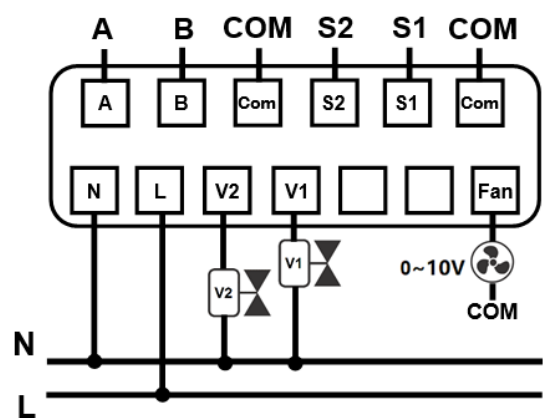 A B COM S2 S1 COM
A B Com S2 S1 Com
N L V2 V1 Fan
V1
0~10V
V2
COM
N
L